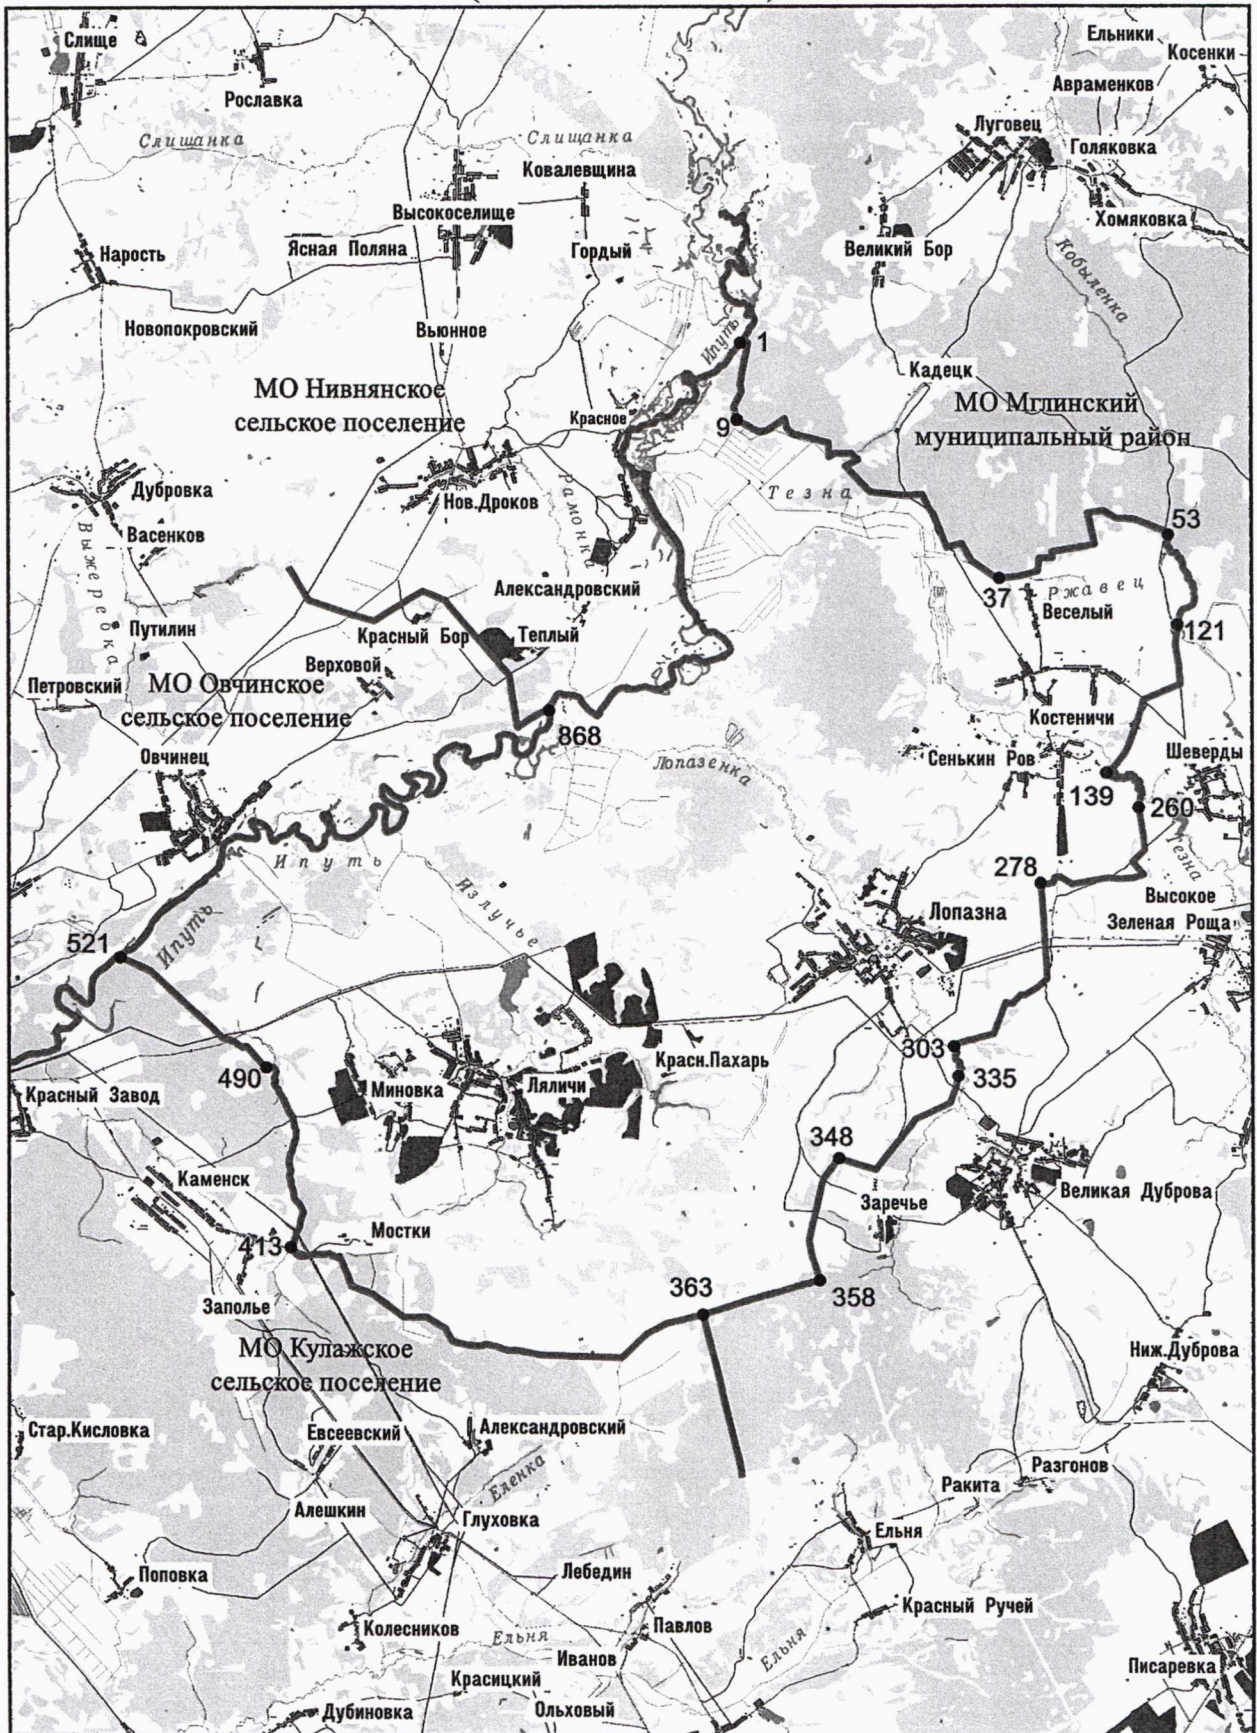 Слище
Ельники
Косенки
Рославка
Авраменков
Луговец
Слищанка
Слищанка
Голяковка
Ковалевщина
Высокоселище
Хомяковка
Нарость
Ясная Поляна
Гордый
Великий Бор
Кобыленка
Новопокровский
Вьюнное
Ипуть
1
Кадецк
МО Нивнянское
сельское поселение
МО Мглинский
муниципальный район
Красное
9
Дубровка
Нов.Дроков
Рамонка
Тезна
Васенков
53
Выжеревка
Александровский
37
Ржавец
Веселый
Путилин
Красный Бор
Теплый
121
Верховой
Петровский
МО Овчинское
сельское поселение
868
Костеничи
Овчинец
Лопазенка
Сенькин Ров
Шеверды
139
260
Ипуть
Тезна
278
Излучье
Высокое
Лопазна
Зеленая Роща
521
Ипуть
303
490
Красн.Пахарь
335
Красный Завод
Миновка
Ляличи
348
Каменск
Великая Дуброва
Заречье
Мостки
413
363
358
Заполье
МО Кулажское
сельское поселение
Ниж.Дуброва
Стар.Кисловка
Евсеевский
Александровский
Разгонов
Еленка
Ракита
Алешкин
Глуховка
Ельня
Поповка
Лебедин
Красный Ручей
Колесников
Ельня
Павлов
Ельня
Иванов
Писаревка
Красицкий
Дубиновка
Ольховый